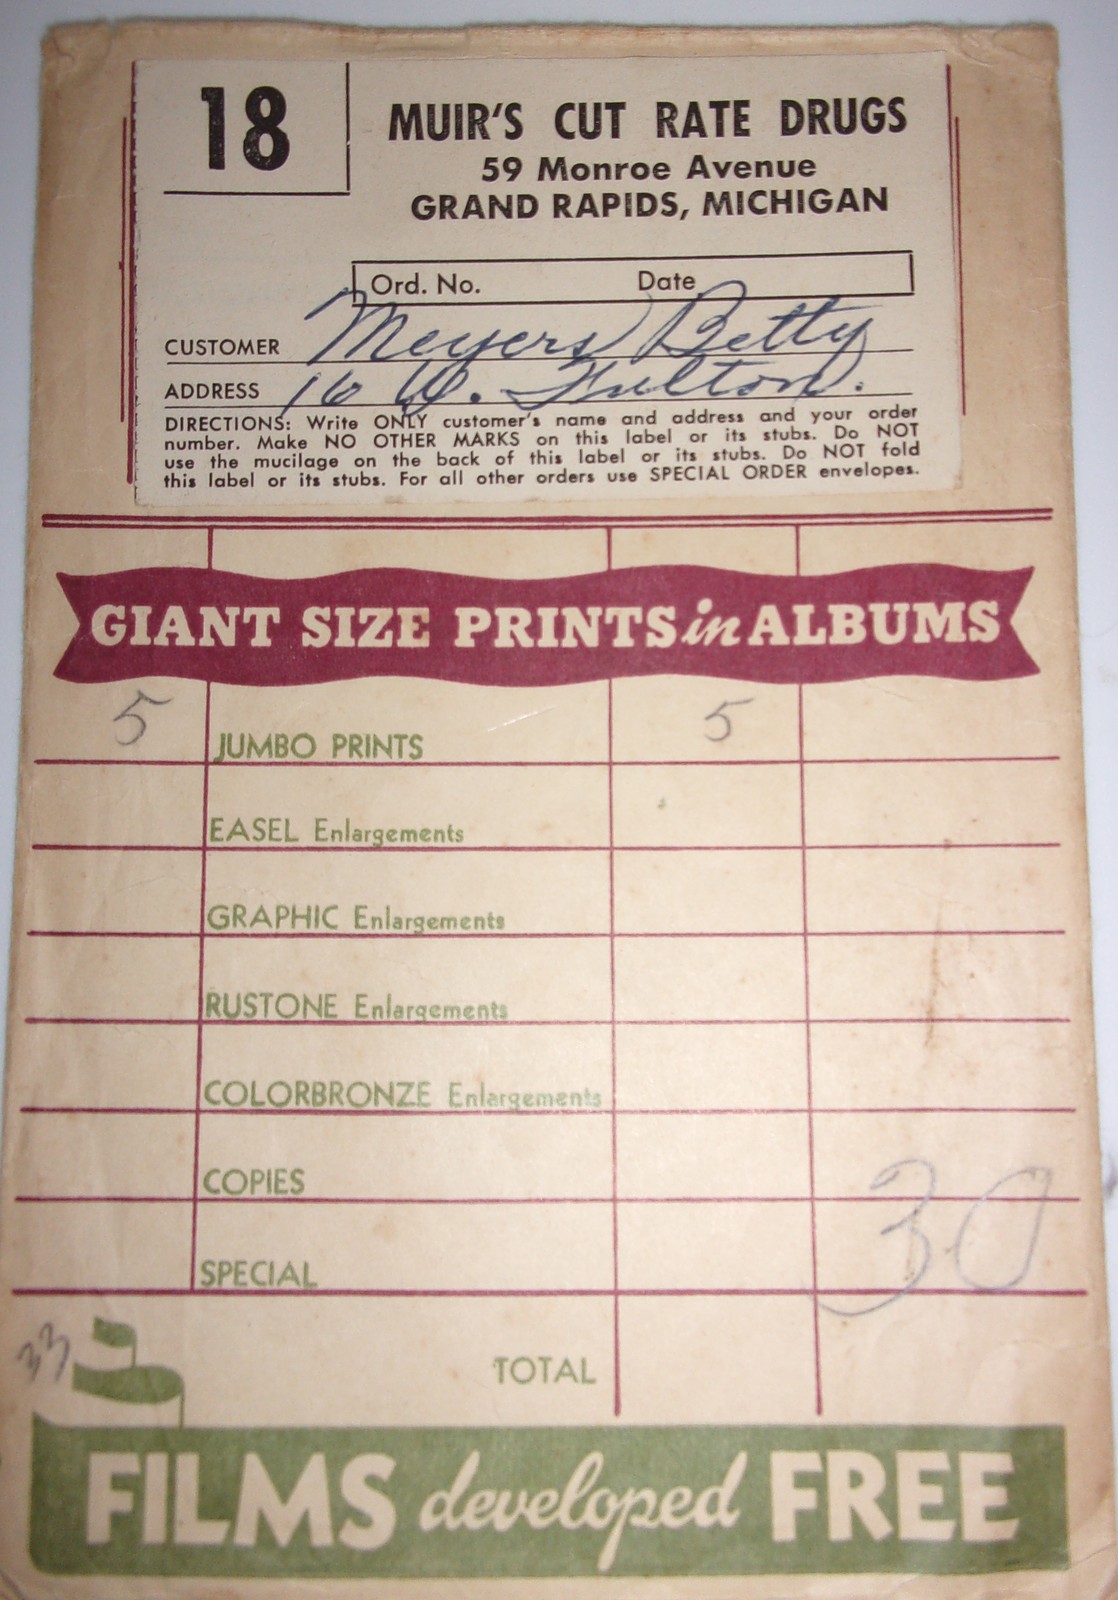 18
MUIR'S CUT RATE DRUGS
59 Monroe Avenue
GRAND RAPIDS, MICHIGAN
Ord. No. Date
CUSTOMER Meyers Betty
ADDRESS 16 W. Fulton.
DIRECTIONS: Write ONLY customer's name and address and your order
number. Make NO OTHER MARKS on this label or its stubs. Do NOT
use the mucilage on the back of this label or its stubs. Do NOT fold
this label or its stubs. For all other orders use SPECIAL ORDER envelopes.
GIANT SIZE PRINTS in ALBUMS
5 JUMBO PRINTS 5
EASEL Enlargements
GRAPHIC Enlargements
RUSTONE Enlargements
COLORBRONZE Enlargements
COPIES
30
SPECIAL
33
TOTAL
FILMS developed FREE